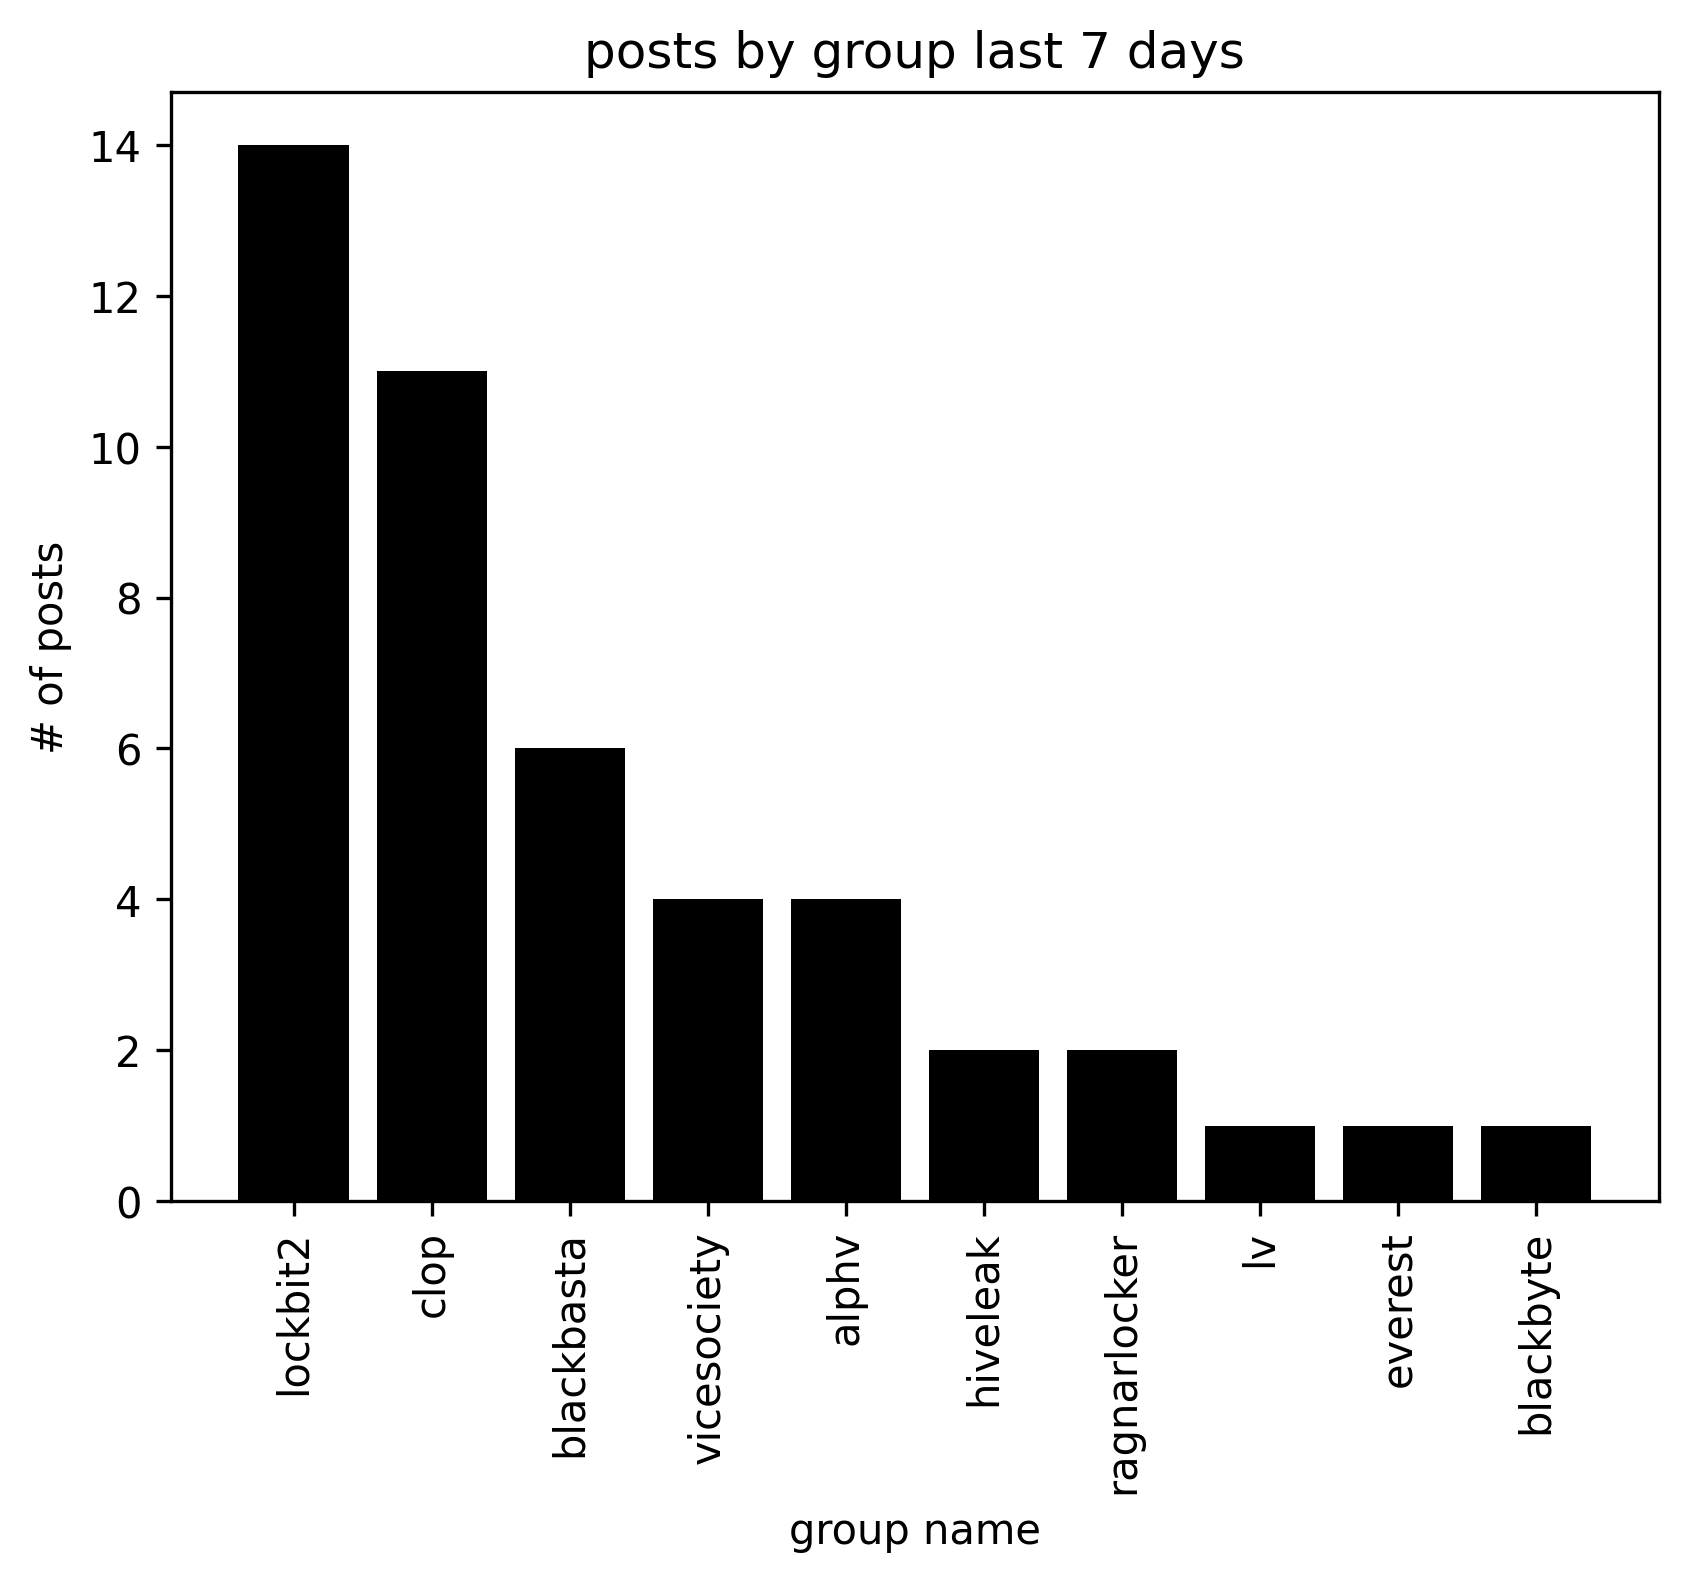 posts by group last 7 days
# of posts
14
12
10
8
6
4
2
0
lockbit2
clop
blackbasta
vicesociety
alphv
hiveleak
ragnarlocker
lv
everest
blackbyte
group name